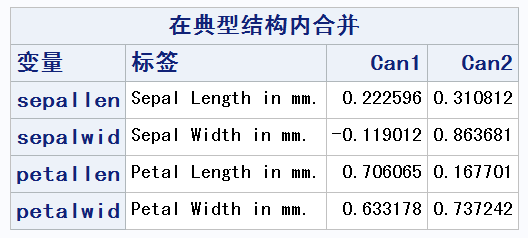 在典型结构内合并
变量 标签 Can1 Can2
sepallen Sepal Length in mm. 0.222596 0.310812
sepalwid Sepal Width in mm. -0.119012 0.863681
petallen Petal Length in mm. 0.706065 0.167701
petalwid Petal Width in mm. 0.633178 0.737242